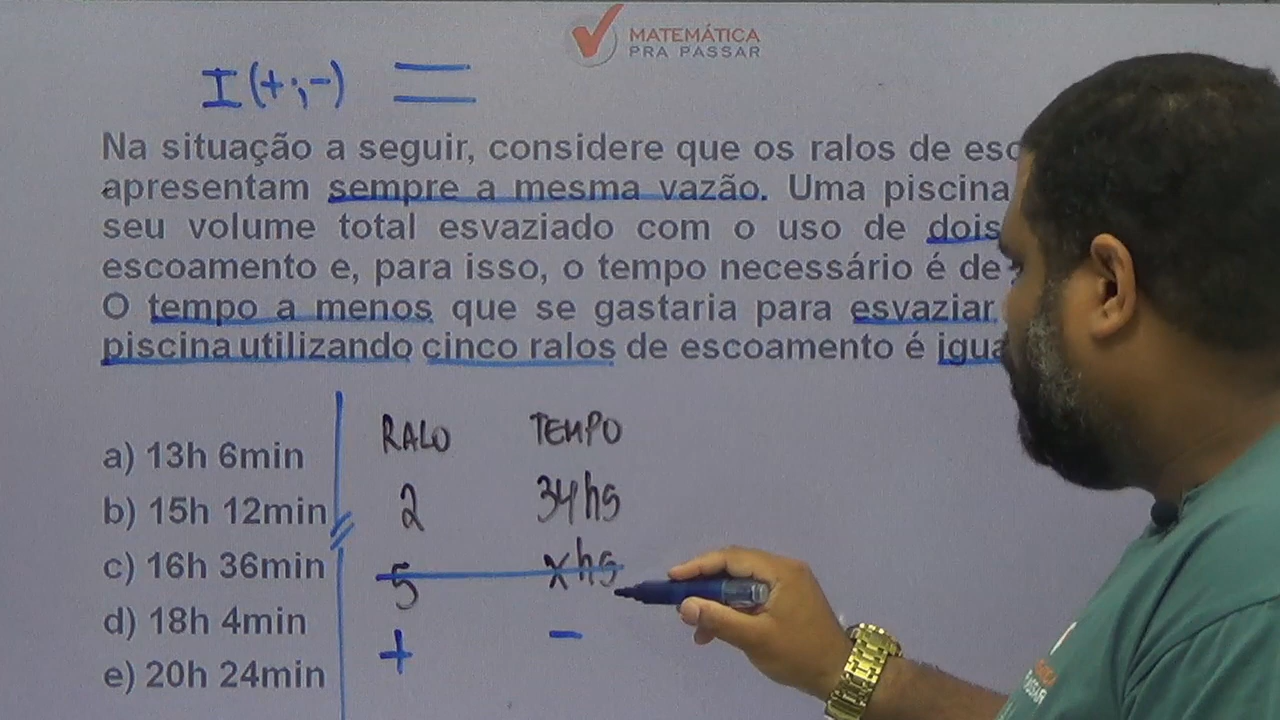 MATEMÁTICA
PRA PASSAR
I(+;-) =
Na situação a seguir, considere que os ralos de
apresentam sempre a mesma vazão. Uma piscina
seu volume total esvaziado com o uso de dois
escoamento e, para isso, o tempo necessário é de
O tempo a menos que se gastaria para esvaziar
piscina utilizando cinco ralos de escoamento é
RALO TEMPO
a) 13h 6min
2 34hs
b) 15h 12min
5 xhs
c) 16h 36min
d) 18h 4min
+ -
e) 20h 24min
PASSAR